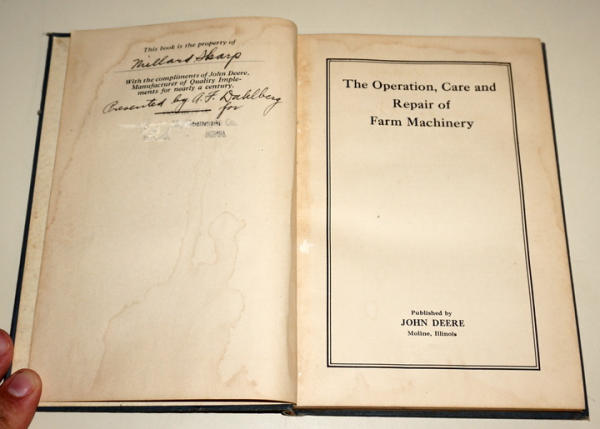 This book is the property of
Millard Sharp
With the compliments of John Deere,
Manufacturer of Quality Imple-
ments for nearly a century.
Presented by A. F. Dahlberg
for
The Operation, Care and
Repair of
Farm Machinery
Published by
JOHN DEERE
Moline, Illinois